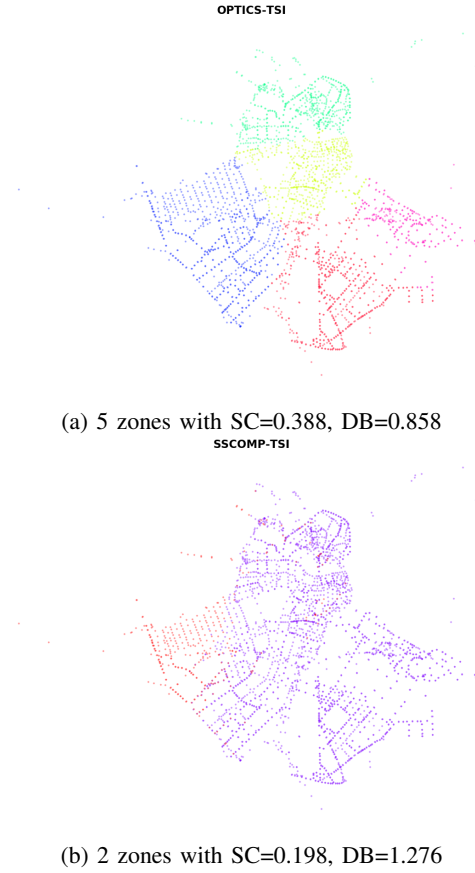 OPTICS-TSI
(a) 5 zones with SC=0.388, DB=0.858
SSCOMP-TSI
(b) 2 zones with SC=0.198, DB=1.276